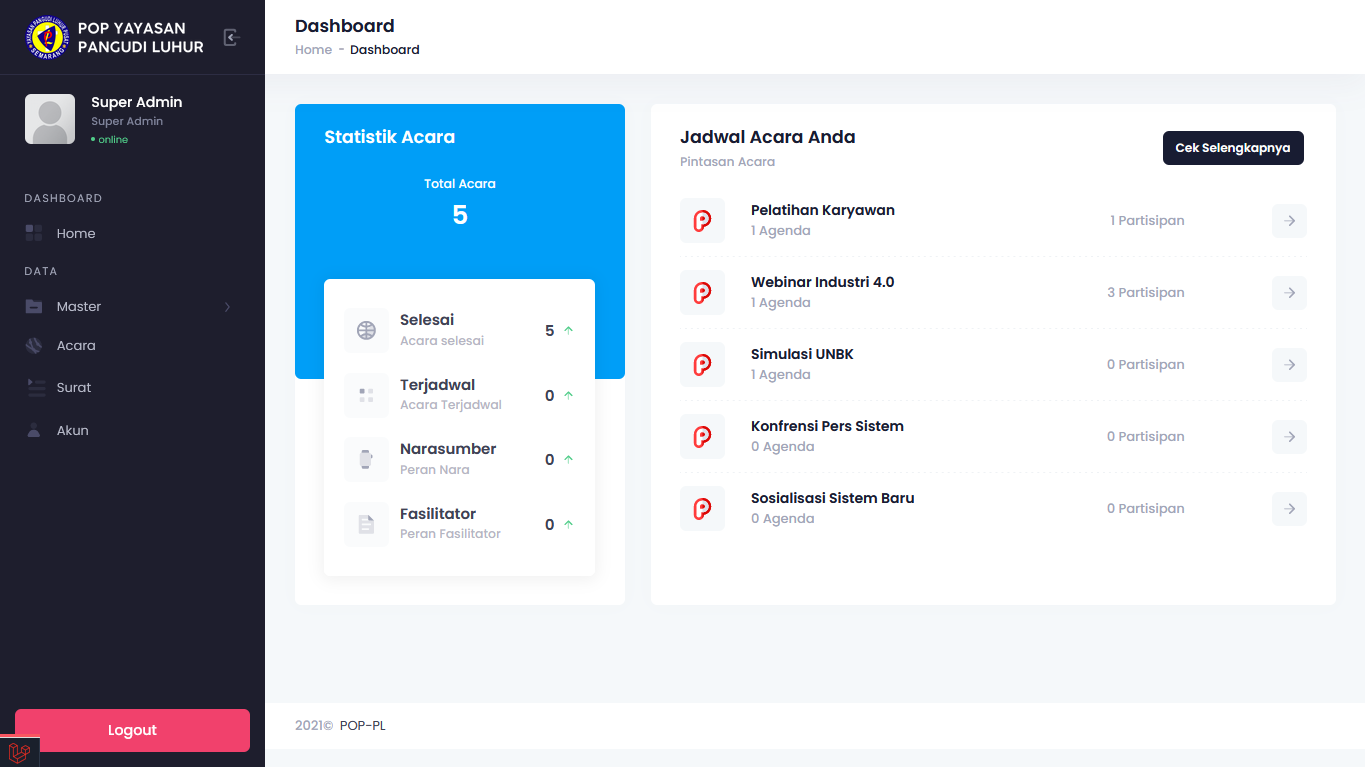 POP YAYASAN
PANGUDI LUHUR
Super Admin
Super Admin
online
DASHBOARD
Home
DATA
Master
Acara
Surat
Akun
Logout
Dashboard
Home - Dashboard
Statistik Acara
Total Acara
5
Selesai
Acara selesai
5
Terjadwal
Acara Terjadwal
0
Narasumber
Peran Nara
0
Fasilitator
Peran Fasilitator
0
Jadwal Acara Anda
Pintasan Acara
Cek Selengkapnya
Pelatihan Karyawan
1 Agenda
1 Partisipan
Webinar Industri 4.0
1 Agenda
3 Partisipan
Simulasi UNBK
1 Agenda
0 Partisipan
Konfrensi Pers Sistem
0 Agenda
0 Partisipan
Sosialisasi Sistem Baru
0 Agenda
0 Partisipan
2021© POP-PL